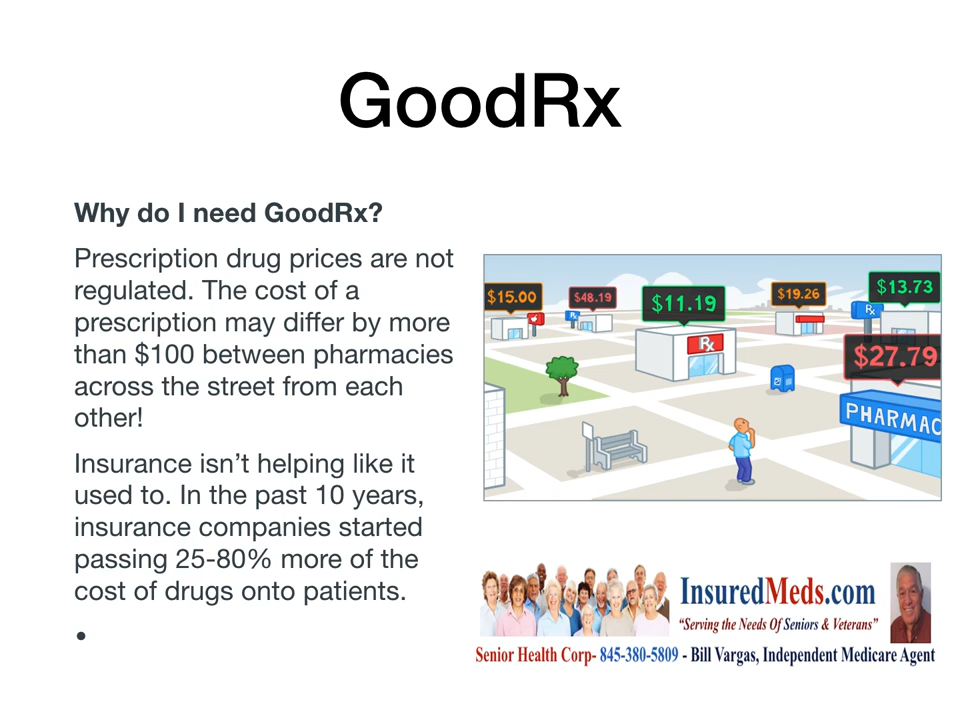 GoodRx
Why do I need GoodRx?
Prescription drug prices are not
regulated. The cost of a
prescription may differ by more
than $100 between pharmacies
across the street from each
other!
Insurance isn’t helping like it
used to. In the past 10 years,
insurance companies started
passing 25-80% more of the
cost of drugs onto patients.
•
$15.00
$48.19
$11.19
$19.26
$13.73
Rx
Rx
Rx
$27.79
PHARMAC
InsuredMeds.com
“Serving the Needs Of Seniors & Veterans”
Senior Health Corp- 845-380-5809 - Bill Vargas, Independent Medicare Agent